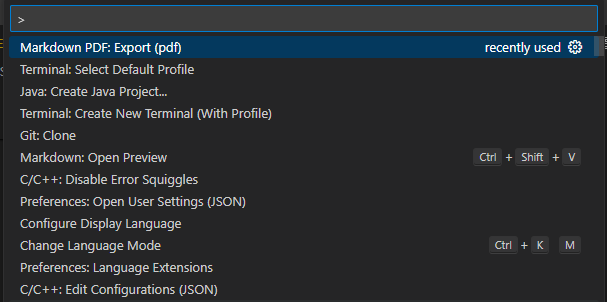 >
Markdown PDF: Export (pdf) recently used
Terminal: Select Default Profile
Java: Create Java Project...
Terminal: Create New Terminal (With Profile)
Git: Clone
Markdown: Open Preview Ctrl + Shift + V
C/C++: Disable Error Squiggles
Preferences: Open User Settings (JSON)
Configure Display Language
Change Language Mode Ctrl + K M
Preferences: Language Extensions
C/C++: Edit Configurations (JSON)